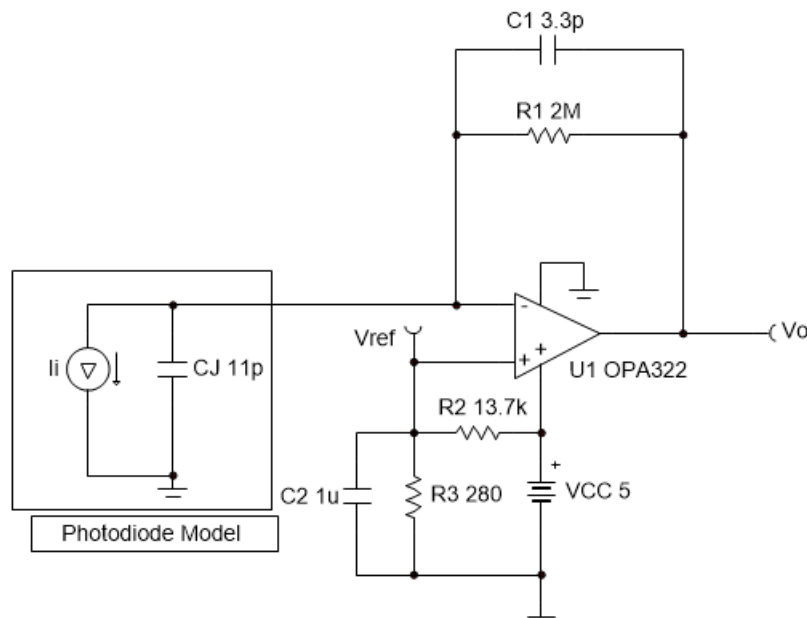 C1 3.3p
R1 2M
-
Vref
Vo
Ii
CJ 11p
+ +
U1 OPA322
R2 13.7k
+
C2 1u
R3 280
VCC 5
Photodiode Model